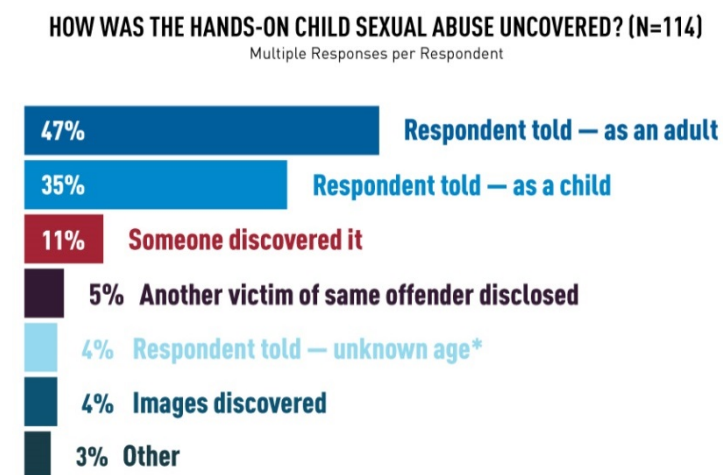 HOW WAS THE HANDS-ON CHILD SEXUAL ABUSE UNCOVERED? (N=114)
Multiple Responses per Respondent
47% Respondent told — as an adult
35% Respondent told — as a child
11% Someone discovered it
5% Another victim of same offender disclosed
4% Respondent told — unknown age*
4% Images discovered
3% Other